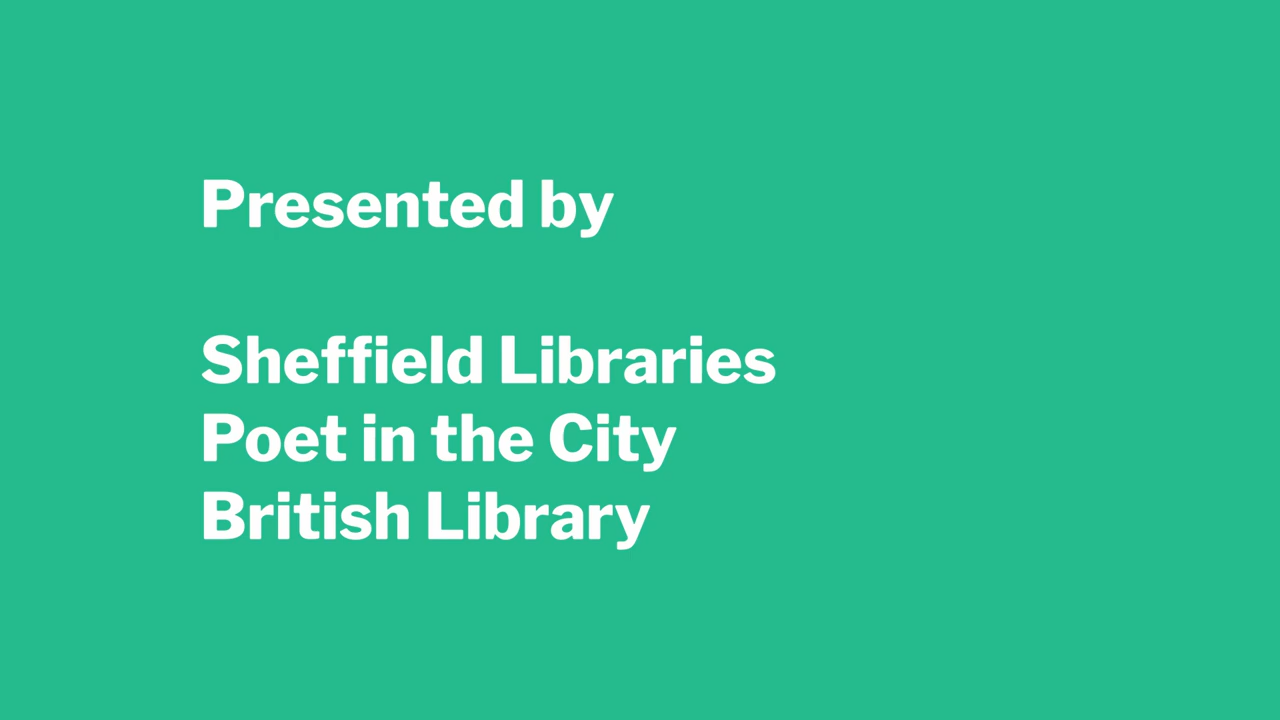 Presented by
Sheffield Libraries
Poet in the City
British Library